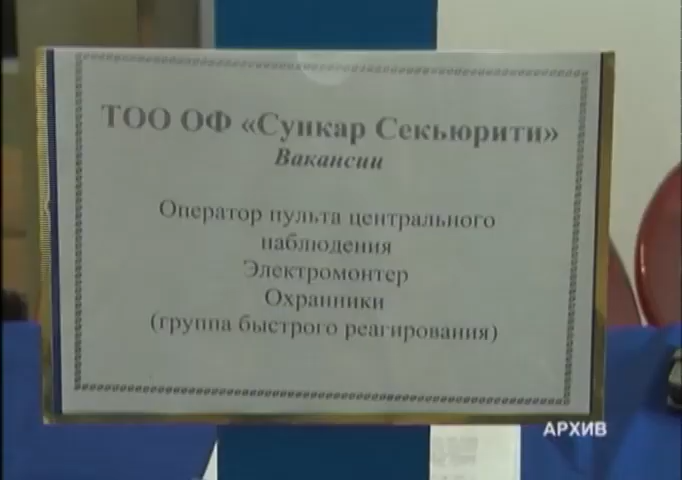 ТОО ОФ «Сункар Секьюрити»
Вакансии
Оператор пульта центрального
наблюдения
Электромонтер
Охранники
(группа быстрого реагирования)
АРХИВ